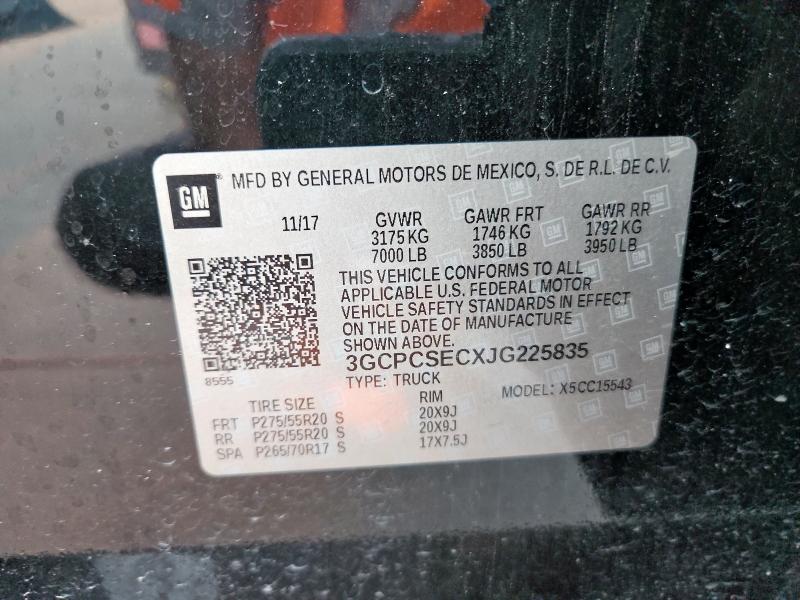 GM
MFD BY GENERAL MOTORS DE MEXICO, S. DE R.L. DE C.V.
11/17 GVWR GAWR FRT GAWR RR
3175 KG 1746 KG 1792 KG
7000 LB 3850 LB 3950 LB
THIS VEHICLE CONFORMS TO ALL
APPLICABLE U.S. FEDERAL MOTOR
VEHICLE SAFETY STANDARDS IN EFFECT
ON THE DATE OF MANUFACTURE
SHOWN ABOVE.
3GCPCSECXJG225835
8555
TYPE: TRUCK MODEL: X5CC15543
TIRE SIZE RIM
FRT P275/55R20 S 20X9J
RR P275/55R20 S 20X9J
SPA P265/70R17 S 17X7.5J